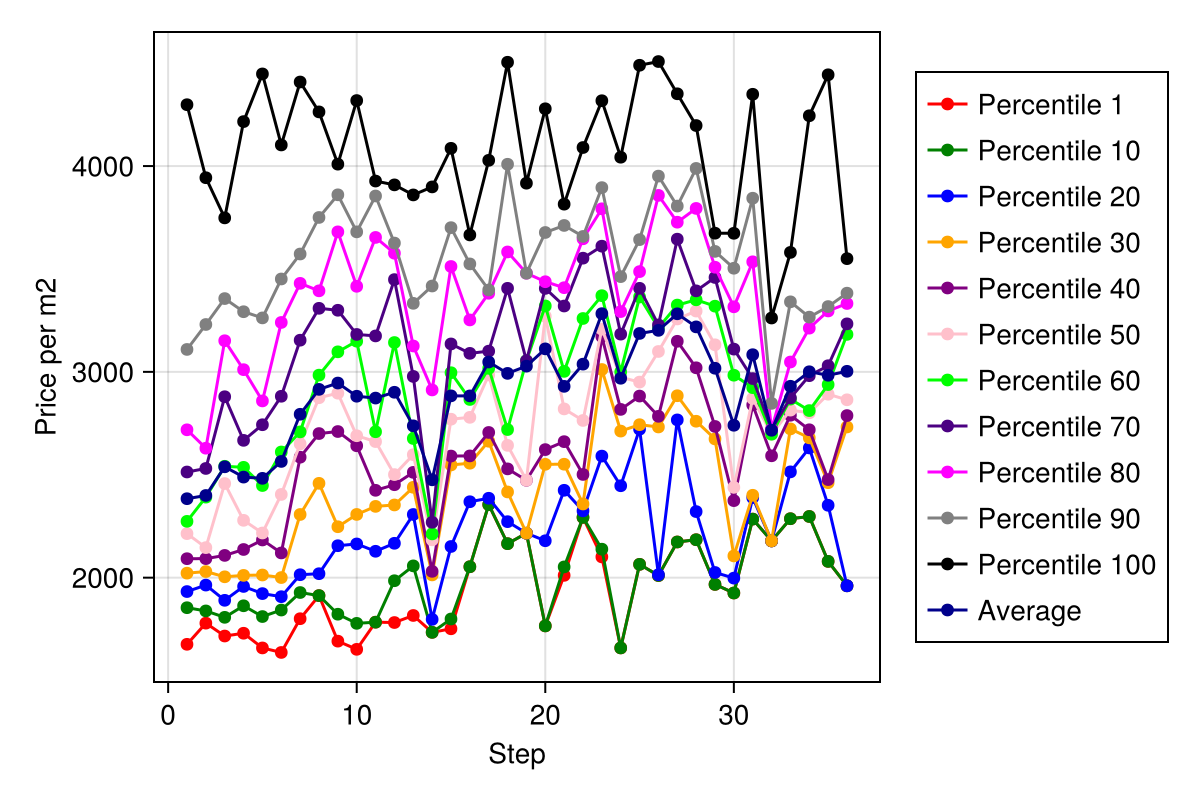 Price per m2
4000
3000
2000
0 10 20 30
Step
Percentile 1
Percentile 10
Percentile 20
Percentile 30
Percentile 40
Percentile 50
Percentile 60
Percentile 70
Percentile 80
Percentile 90
Percentile 100
Average